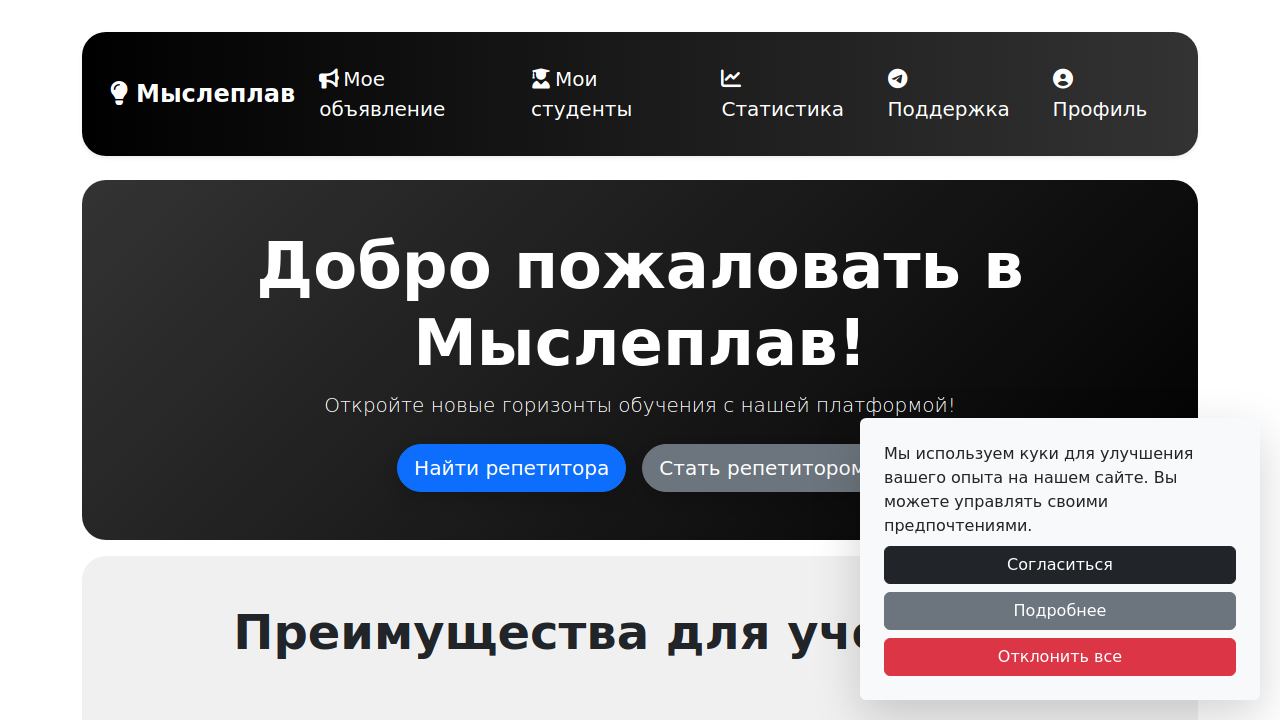 Мыслеплав
Мое
объявление
Мои
студенты
Статистика
Поддержка
Профиль
Добро пожаловать в
Мыслеплав!
Откройте новые горизонты обучения с нашей платформой!
Найти репетитора
Стать репетитором
Мы используем куки для улучшения
вашего опыта на нашем сайте. Вы
можете управлять своими
предпочтениями.
Согласиться
Подробнее
Отклонить все
Преимущества для